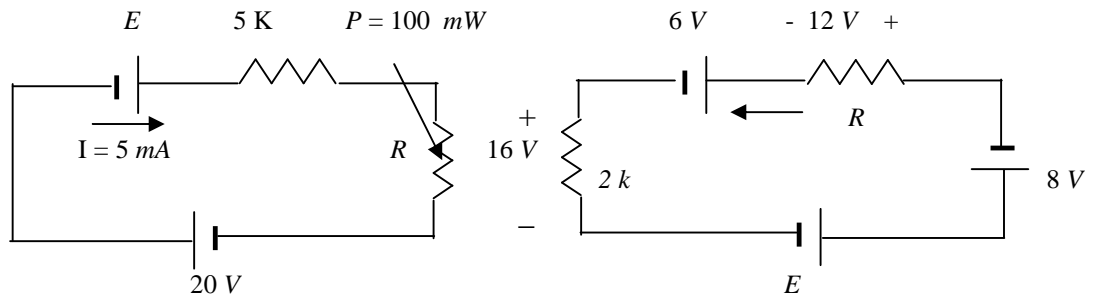 E 5 K P = 100 mW 6 V - 12 V +
I = 5 mA R + 16 V − 2 k R 8 V
20 V E